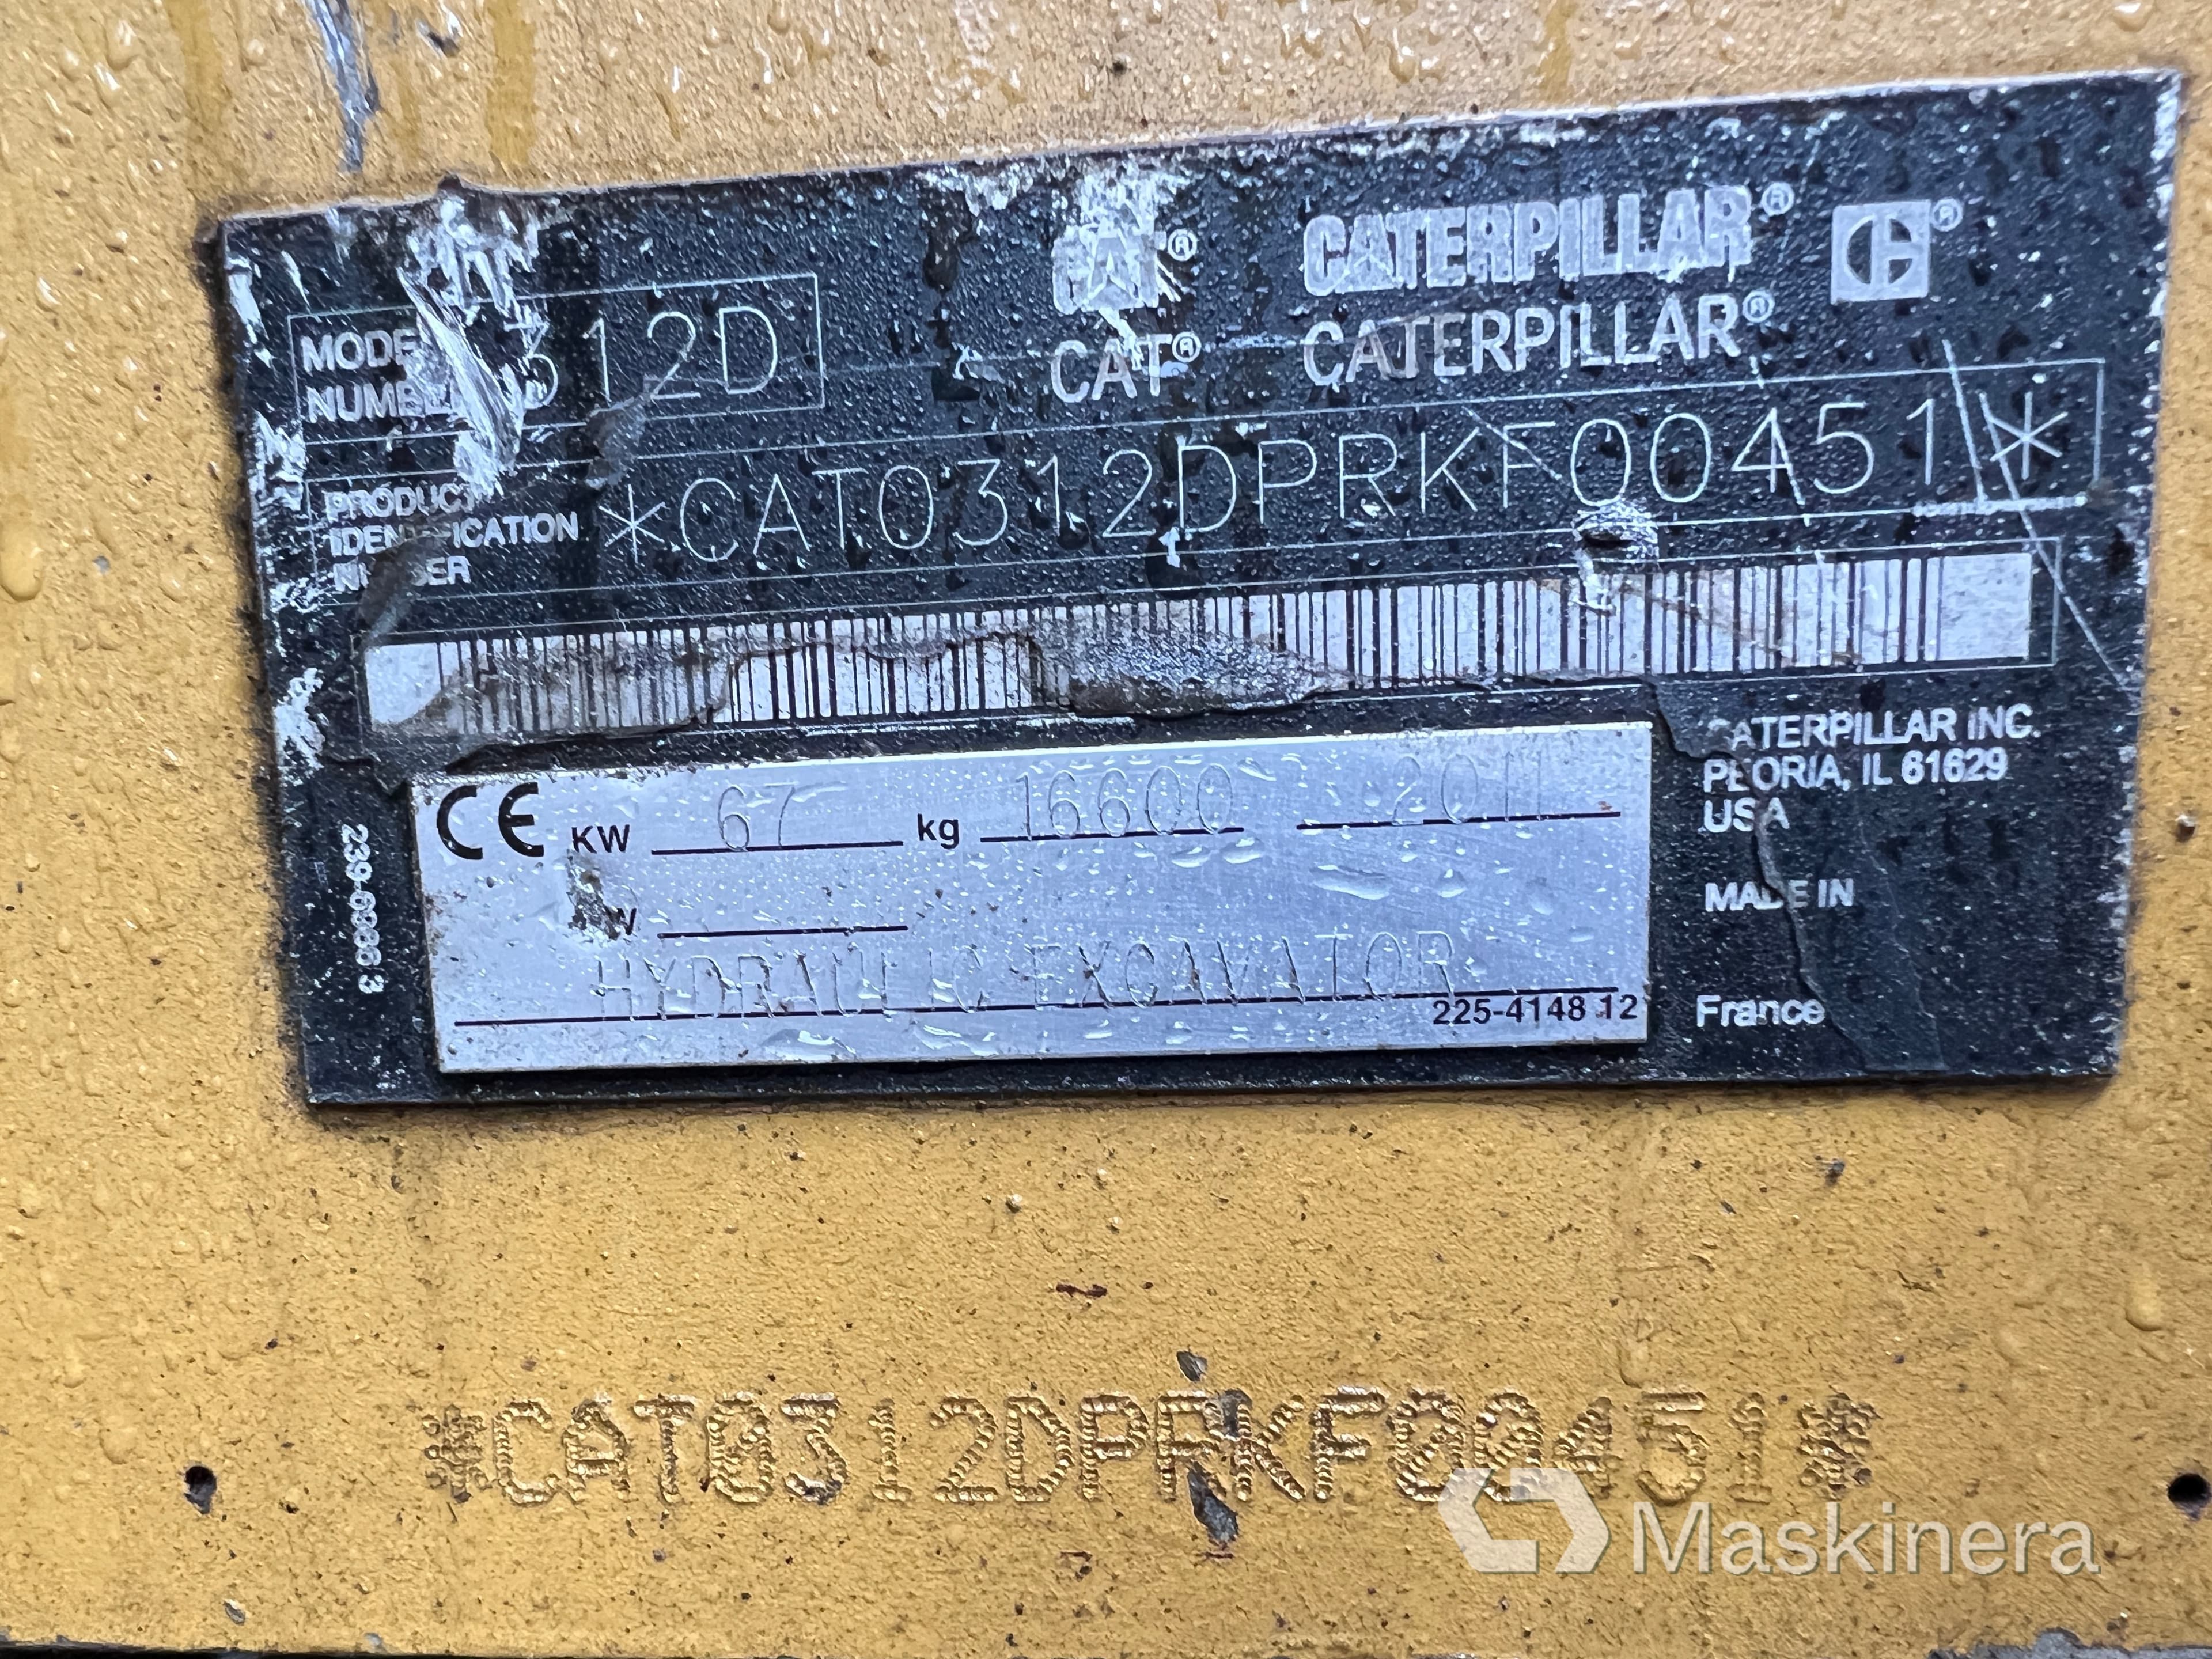 CAT® CATERPILLAR® C®
MODEL 312D
NUMBER
CAT® CATERPILLAR®
PRODUCT
IDENTIFICATION *CAT0312DPRKF00451*
NUMBER
CATERPILLAR INC.
PEORIA, IL 61629
USA
CE KW 67 kg 16600 2011
KW
MADE IN
HYDRAULIC EXCAVATOR
225-4148 12
France
239-6986 3
*CAT0312DPRKF00451*
Maskinera